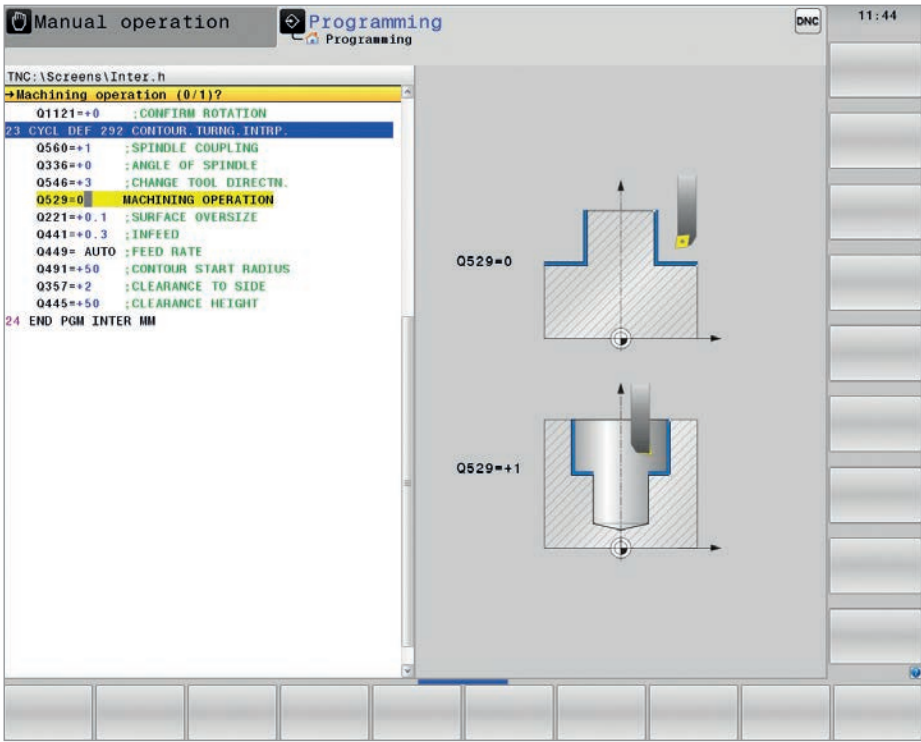 Manual operation
Programming
Programming
DNC
11:44
TNC:\Screens\Inter.h
→Machining operation (0/1)?
Q1121=+0 ;CONFIRM ROTATION
23 CYCL DEF 292 CONTOUR.TURNG.INTRP.
Q560=+1 ;SPINDLE COUPLING
Q336=+0 ;ANGLE OF SPINDLE
Q546=+3 ;CHANGE TOOL DIRECTN.
Q529=0 MACHINING OPERATION
Q221=+0.1 ;SURFACE OVERSIZE
Q441=+0.3 ;INFEED
Q449= AUTO ;FEED RATE
Q491=+50 ;CONTOUR START RADIUS
Q357=+2 ;CLEARANCE TO SIDE
Q445=+50 ;CLEARANCE HEIGHT
24 END PGM INTER MM
Q529=0
Q529=+1